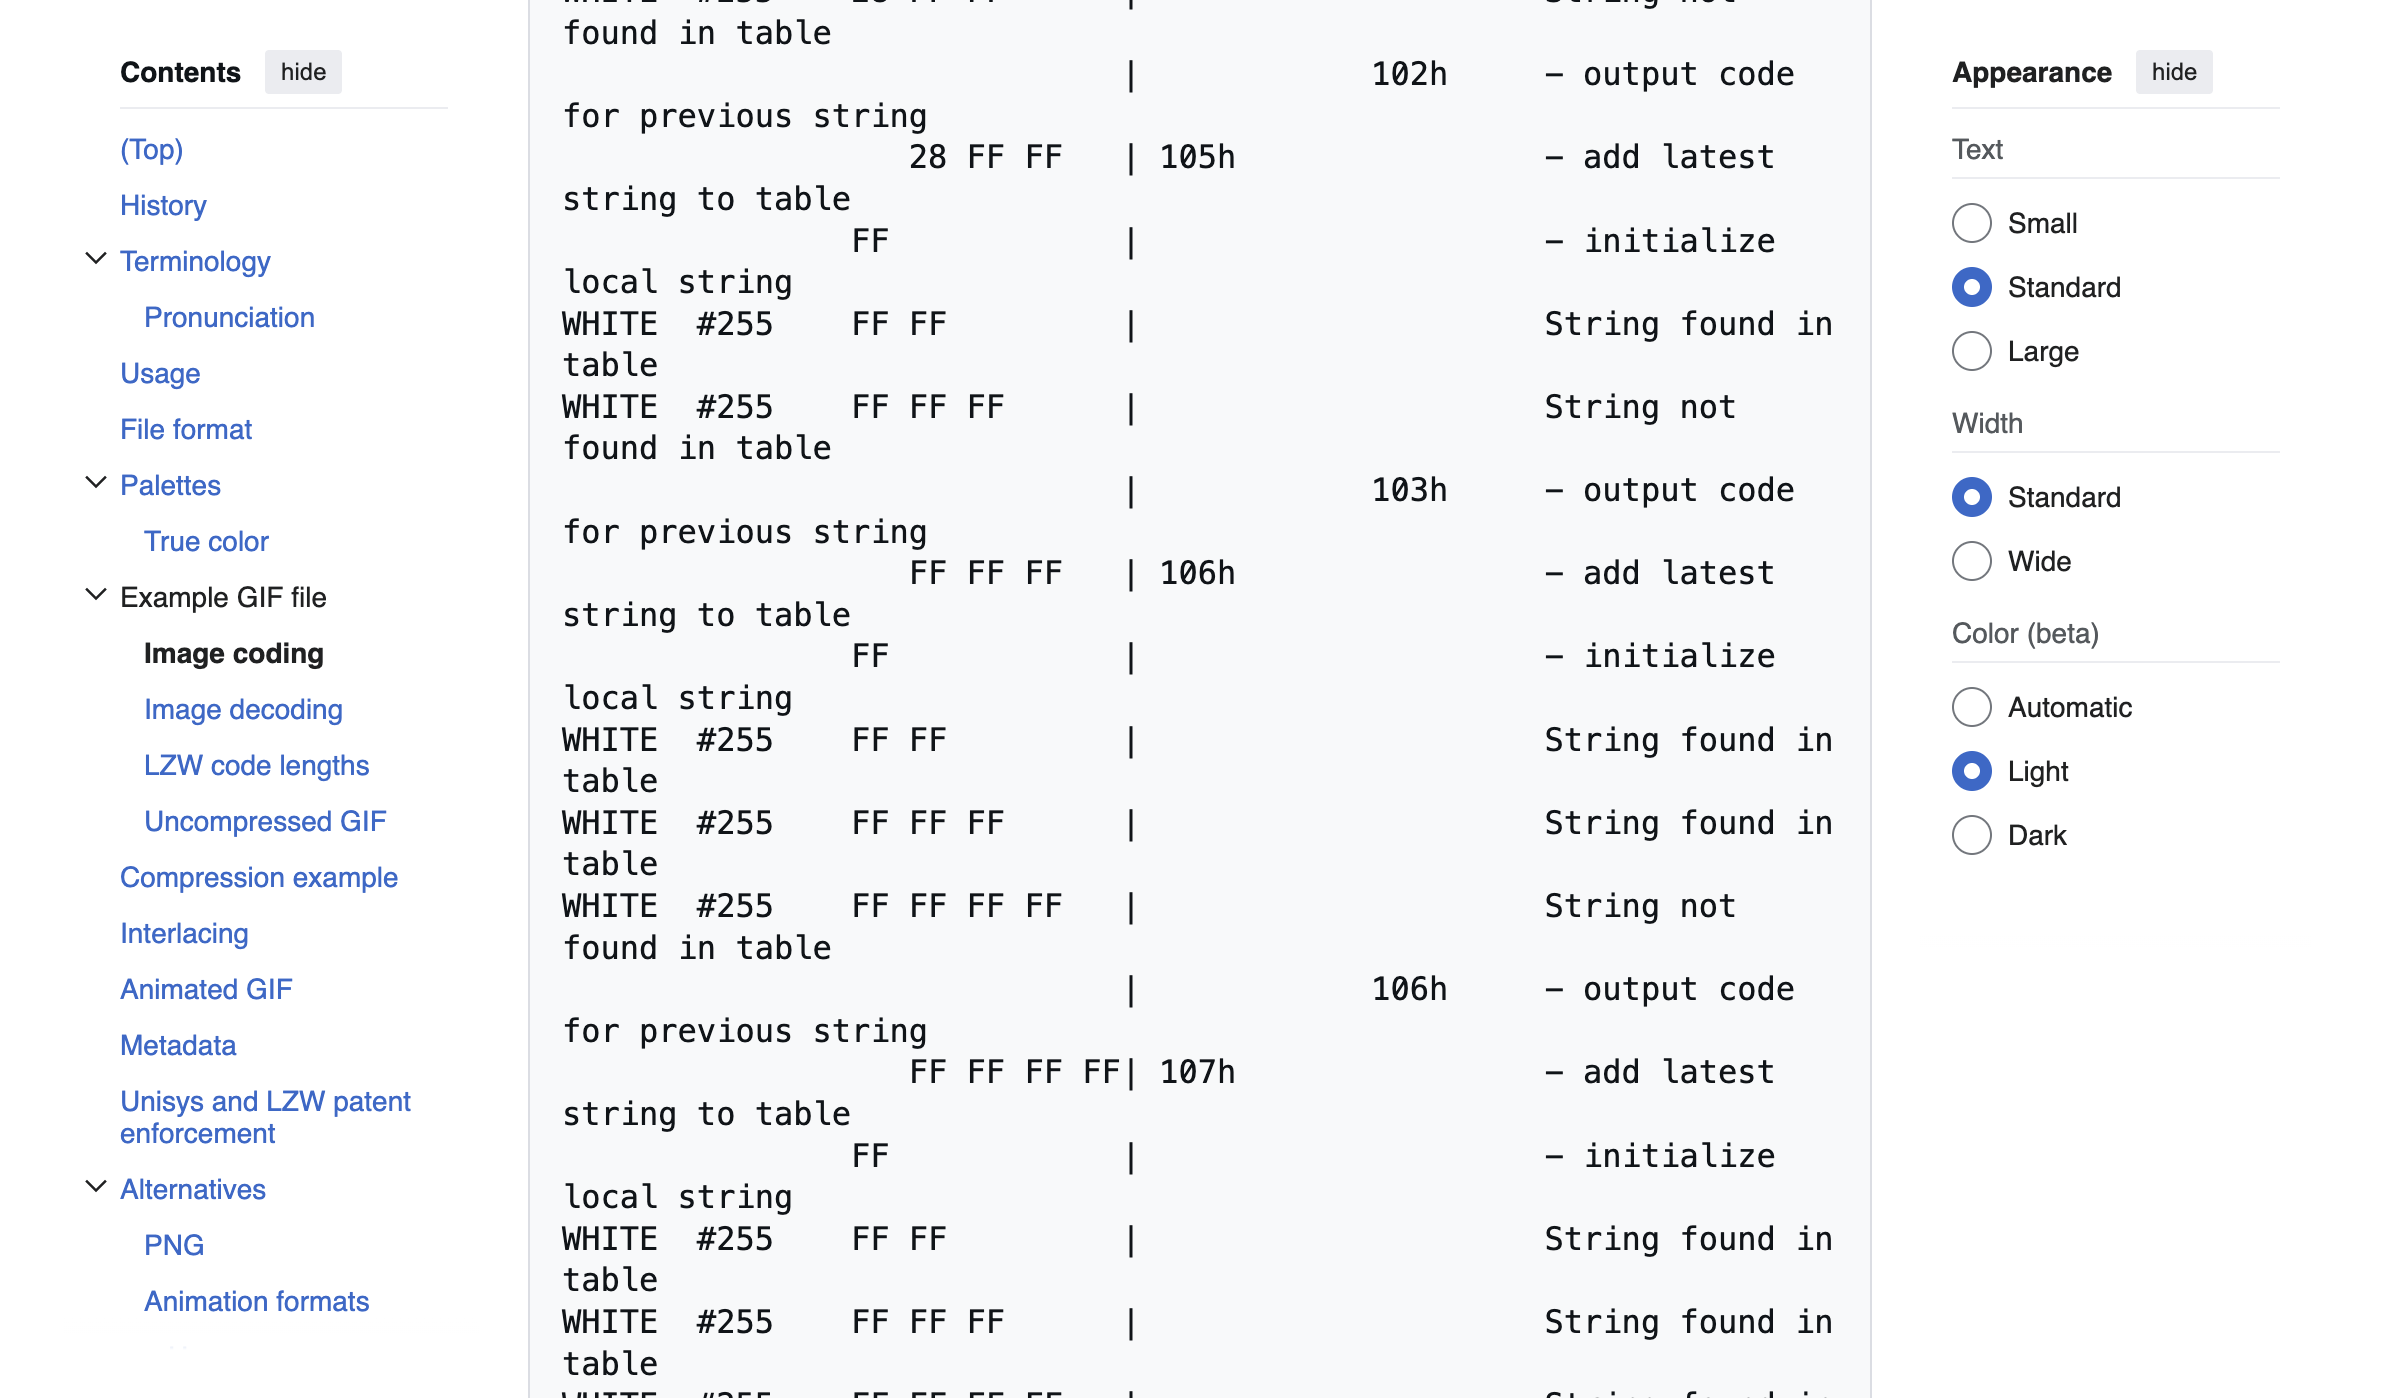 Contents hide
(Top)
History
Terminology
Pronunciation
Usage
File format
Palettes
True color
Example GIF file
Image coding
Image decoding
LZW code lengths
Uncompressed GIF
Compression example
Interlacing
Animated GIF
Metadata
Unisys and LZW patent
enforcement
Alternatives
PNG
Animation formats
found in table
| 102h - output code
for previous string
28 FF FF | 105h - add latest
string to table
FF | - initialize
local string
WHITE #255 FF FF | String found in
table
WHITE #255 FF FF FF | String not
found in table
| 103h - output code
for previous string
FF FF FF | 106h - add latest
string to table
FF | - initialize
local string
WHITE #255 FF FF | String found in
table
WHITE #255 FF FF FF | String found in
table
WHITE #255 FF FF FF FF | String not
found in table
| 106h - output code
for previous string
FF FF FF FF| 107h - add latest
string to table
FF | - initialize
local string
WHITE #255 FF FF | String found in
table
WHITE #255 FF FF FF | String found in
table
Appearance hide
Text
Small
Standard
Large
Width
Standard
Wide
Color (beta)
Automatic
Light
Dark